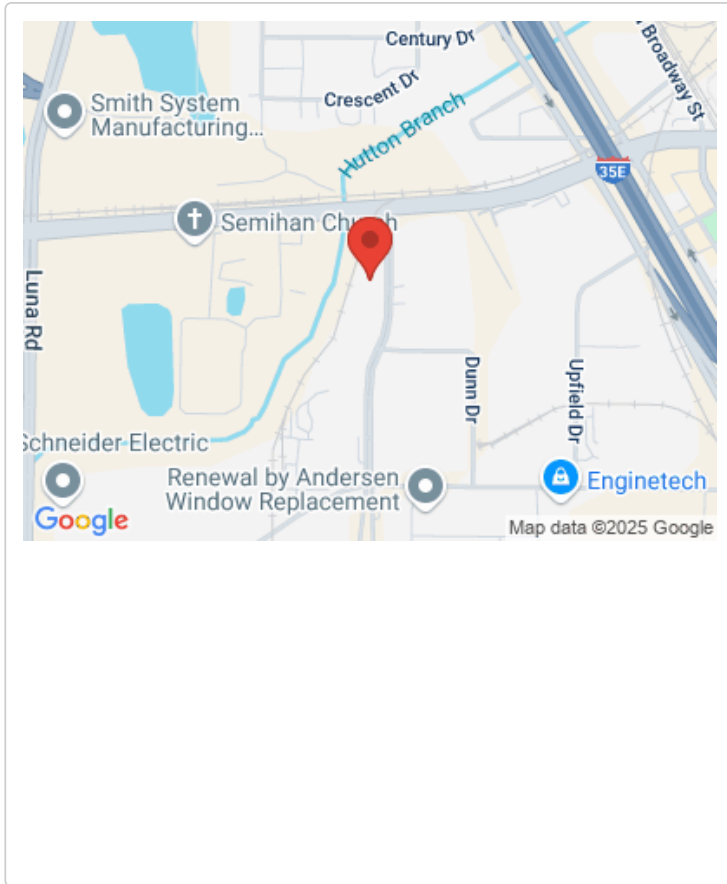 Century Dr
Broadway St
Crescent Dr
Smith System
Manufacturing...
Hutton Branch
35E
Semihan Church
Luna Rd
Dunn Dr
Upfield Dr
Schneider Electric
Renewal by Andersen
Window Replacement
Enginetech
Google
Map data ©2025 Google